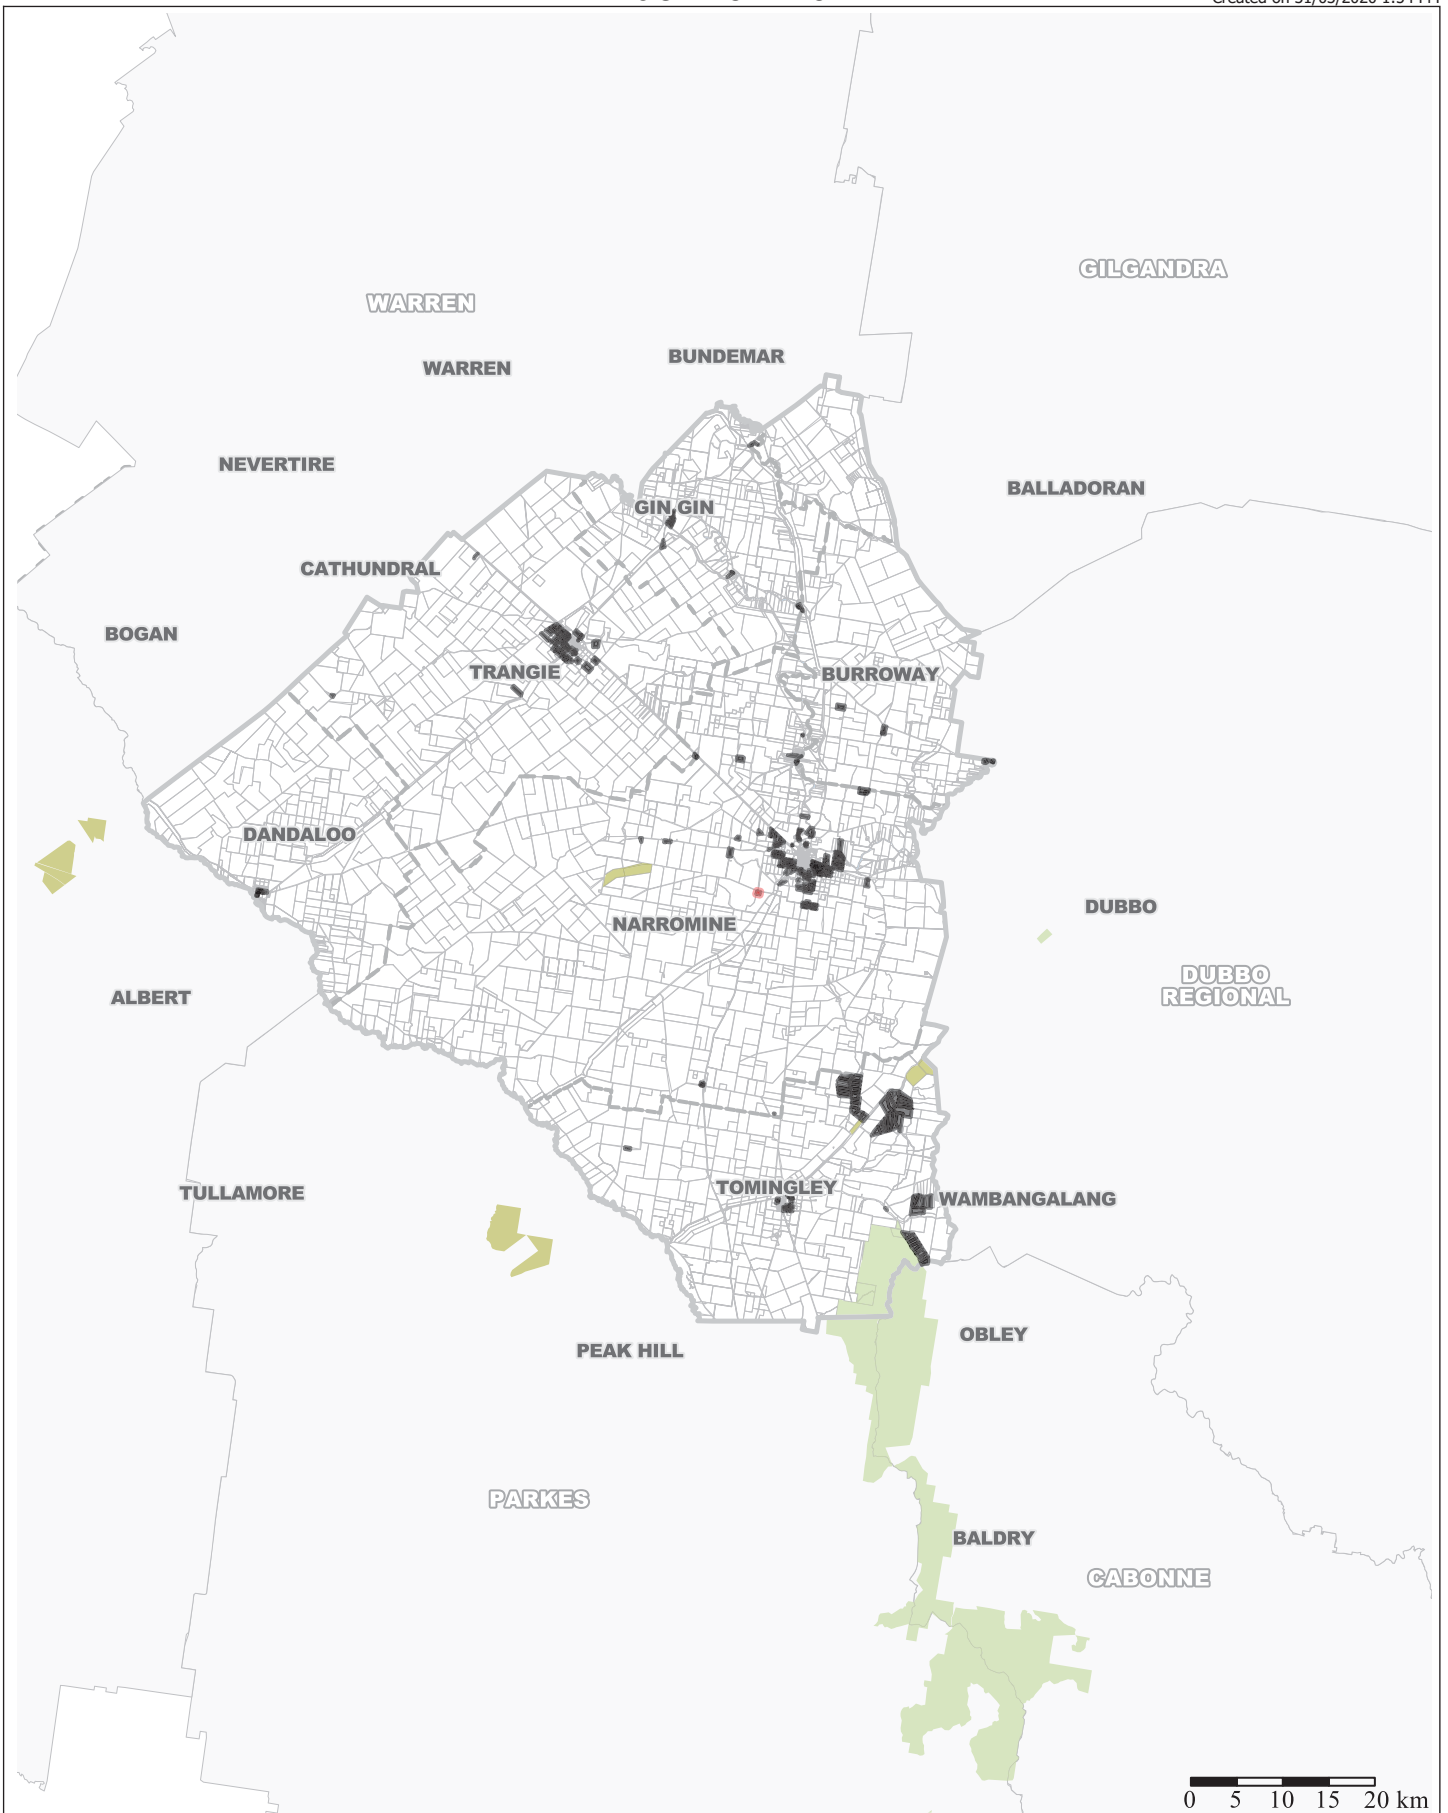 GILGANDRA
WARREN
BUNDEMAR
WARREN
NEVERTIRE
BALLADORAN
GIN GIN
CATHUNDRAL
BOGAN
TRANGIE
BURROWAY
DANDALOO
DUBBO
NARROMINE
DUBBO
REGIONAL
ALBERT
TOMINGLEY
TULLAMORE
WAMBANGALANG
OBLEY
PEAK HILL
PARKES
BALDRY
CABONNE
0 5 10 15 20 km